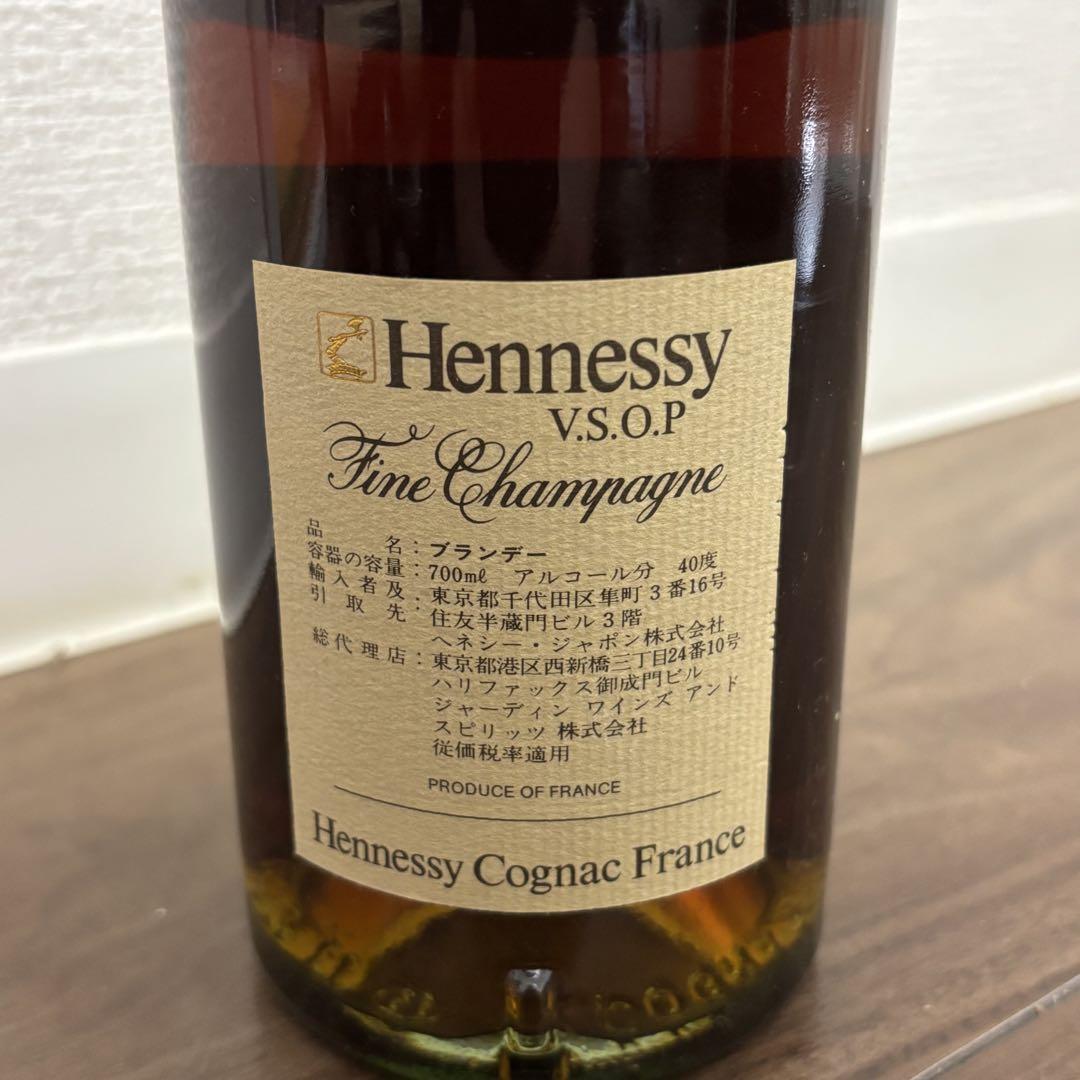 Hennessy
V.S.O.P
Fine Champagne
品名：ブランデー
容器の容量：700mℓ アルコール分 40度
輸入者及：東京都千代田区隼町3番16号
引取先：住友半蔵門ビル3階
ヘネシー・ジャポン株式会社
総代理店：東京都港区西新橋三丁目24番10号
ハリファックス御成門ビル
ジャーディン ワインズ アンド
スピリッツ 株式会社
従価税率適用
PRODUCE OF FRANCE
Hennessy Cognac France